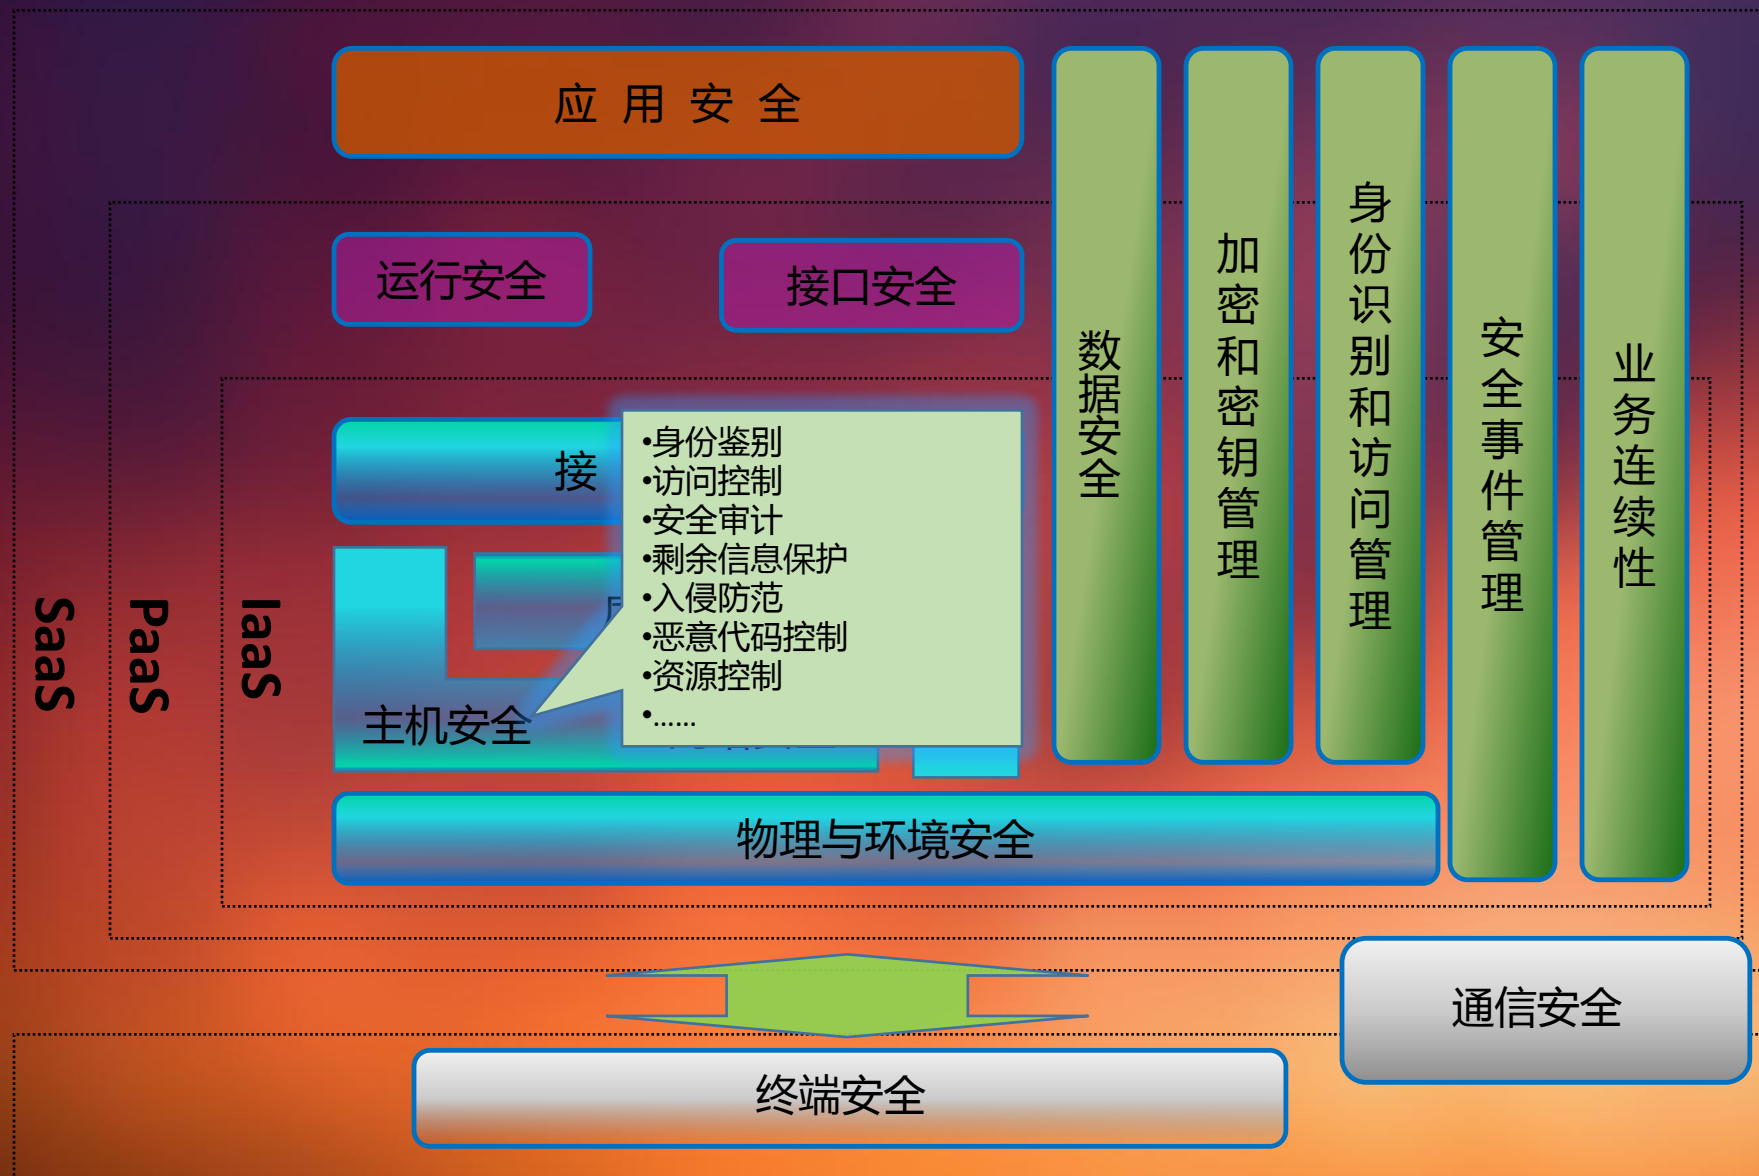 应 用 安 全
运行安全
接口安全
数据安全
加密和密钥管理
身份识别和访问管理
安全事件管理
业务连续性
SaaS
PaaS
IaaS
接
•身份鉴别
•访问控制
•安全审计
•剩余信息保护
•入侵防范
•恶意代码控制
•资源控制
•......
主机安全
物理与环境安全
通信安全
终端安全